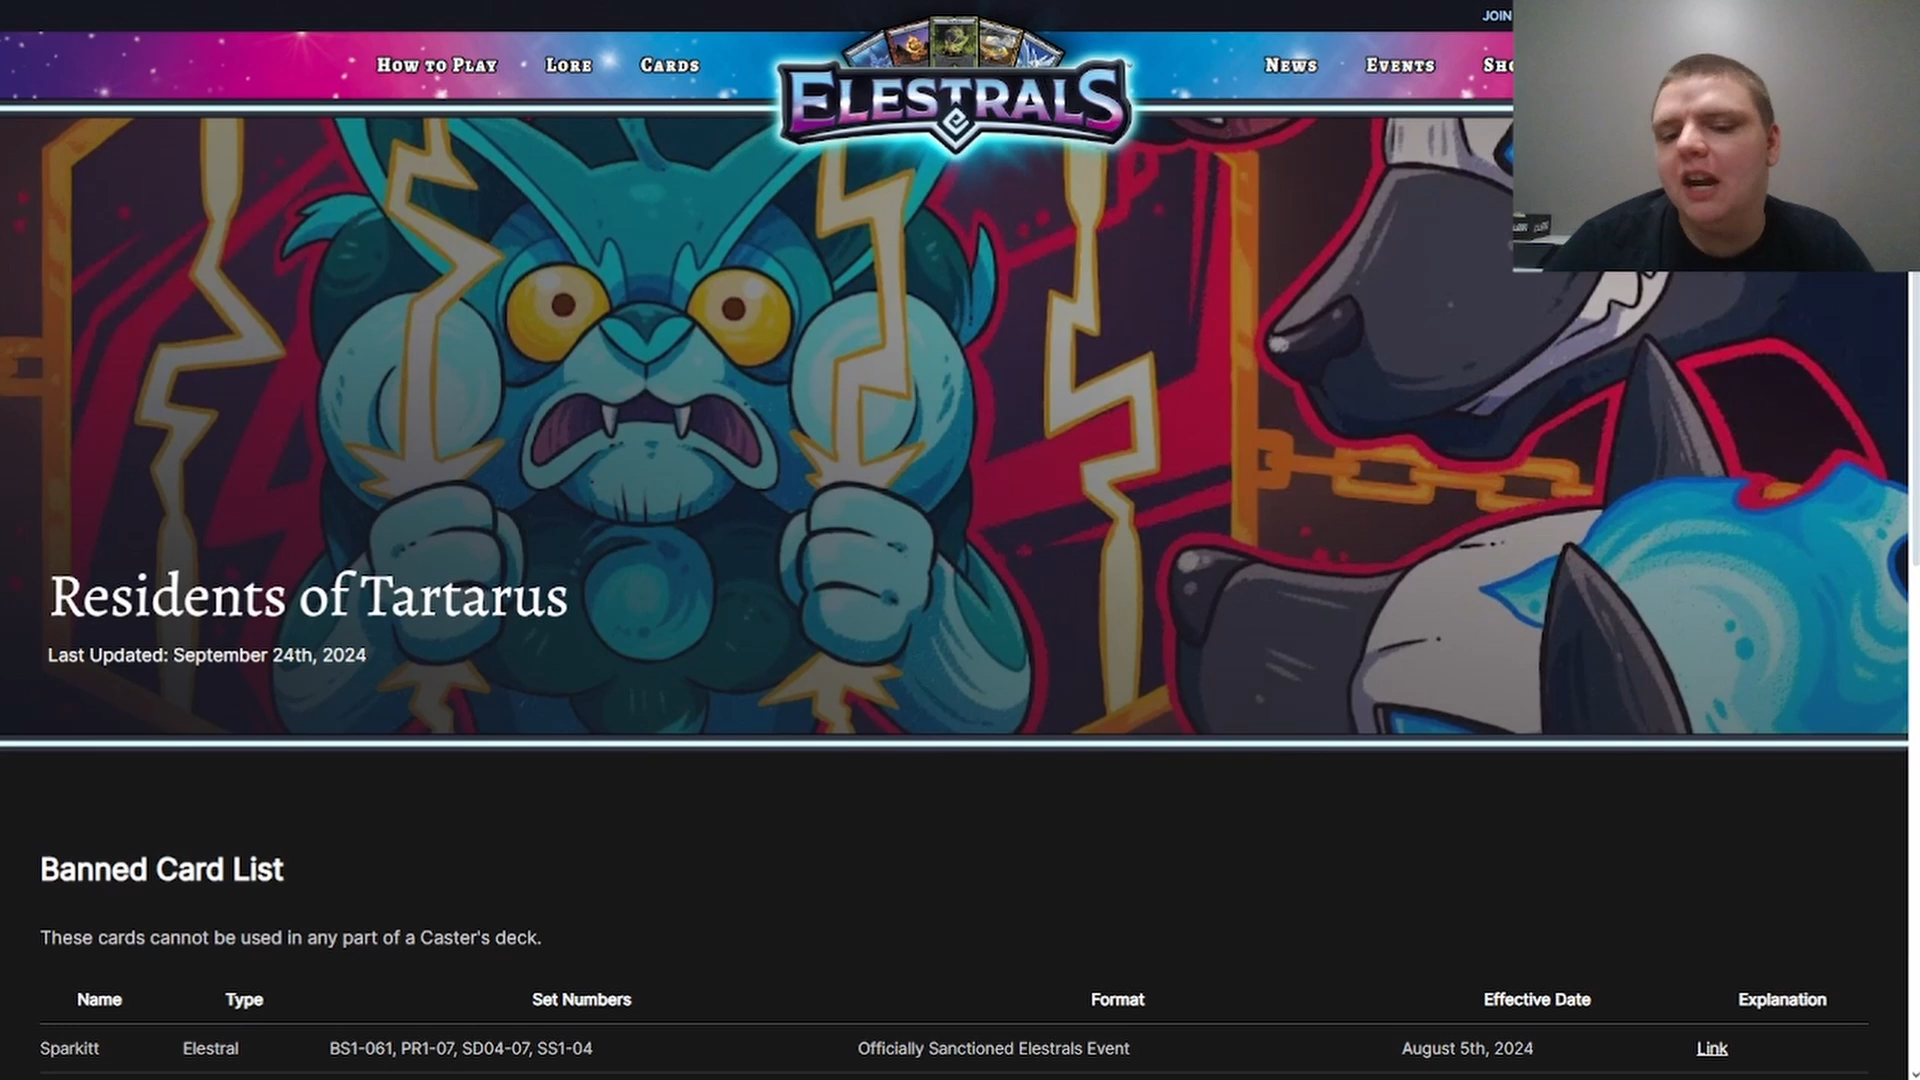 JOIN
How to Play
Lore
Cards
ELESTRALS
News
Events
Residents of Tartarus
Last Updated: September 24th, 2024
Banned Card List
These cards cannot be used in any part of a Caster's deck.
Name Type Set Numbers Format Effective Date Explanation
Sparkitt Elestral BS1-061, PR1-07, SD04-07, SS1-04 Officially Sanctioned Elestrals Event August 5th, 2024 Link